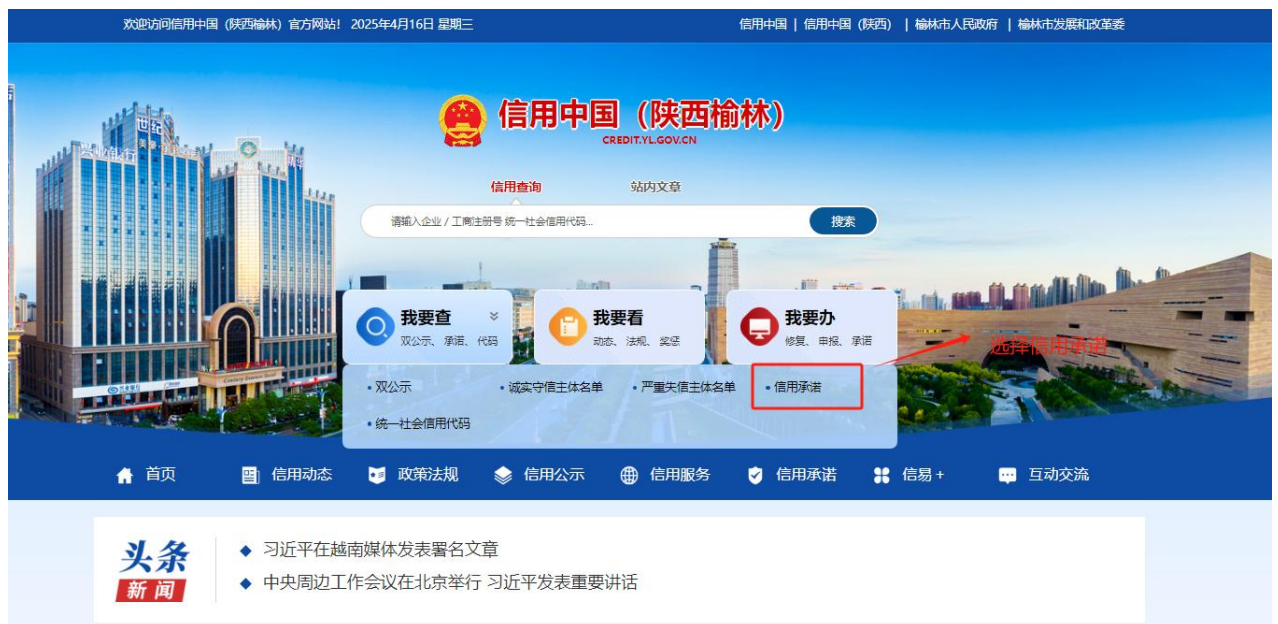 欢迎访问信用中国（陕西榆林）官方网站! 2025年4月16日 星期三
信用中国 | 信用中国（陕西） | 榆林市人民政府 | 榆林市发展和改革委
信用中国（陕西榆林）
CREDIT.YL.GOV.CN
信用查询 站内文章
请输入企业 / 工商注册号 统一社会信用代码... 搜索
我要查 我要看 我要办
双公示、承诺、代码 动态、法规、奖惩 修复、申报、承诺
选择信用承诺
• 双公示 • 诚实守信主体名单 • 严重失信主体名单 • 信用承诺
• 统一社会信用代码
首页 信用动态 政策法规 信用公示 信用服务 信用承诺 信易+ 互动交流
头条
新闻
习近平在越南媒体发表署名文章
中央周边工作会议在北京举行 习近平发表重要讲话